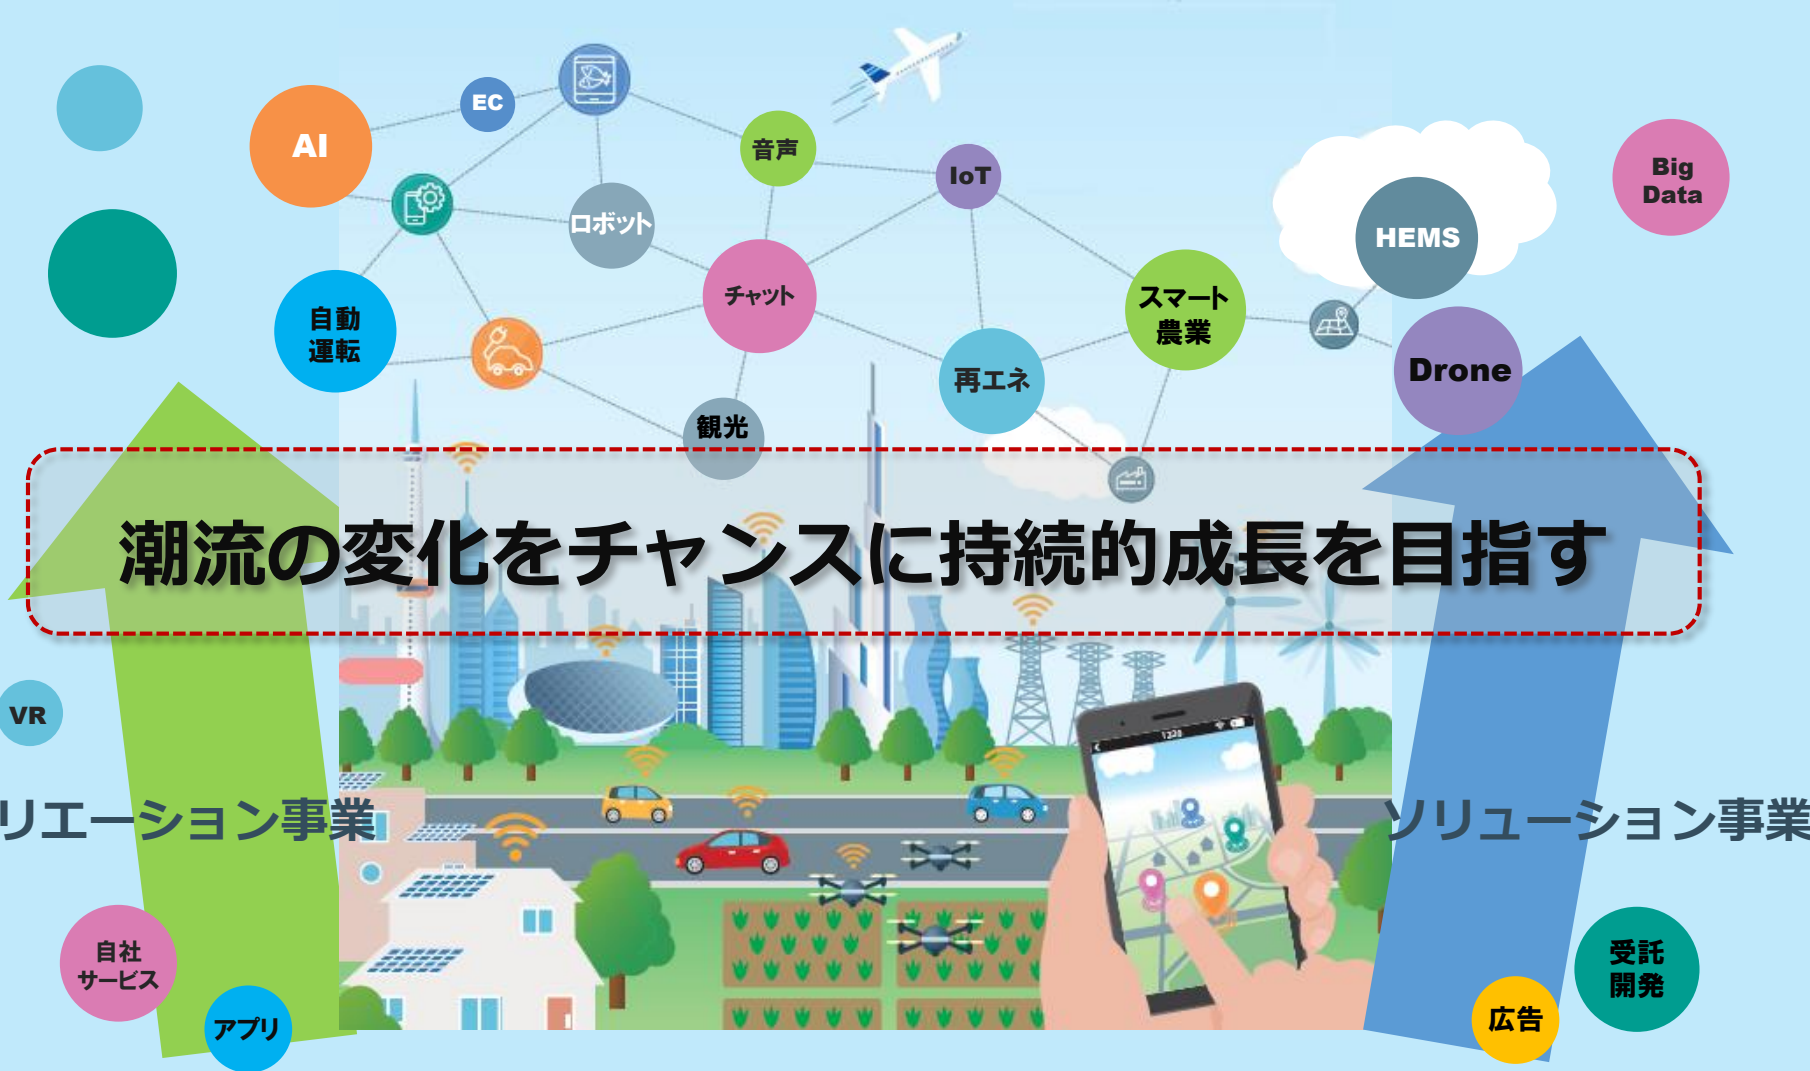 EC
AI
音声
IoT
Big
Data
ロボット
HEMS
チャット
スマート
農業
自動
運転
再エネ
Drone
観光
潮流の変化をチャンスに持続的成長を目指す
VR
リエーション事業
ソリューション事業
自社
サービス
受託
開発
アプリ
広告